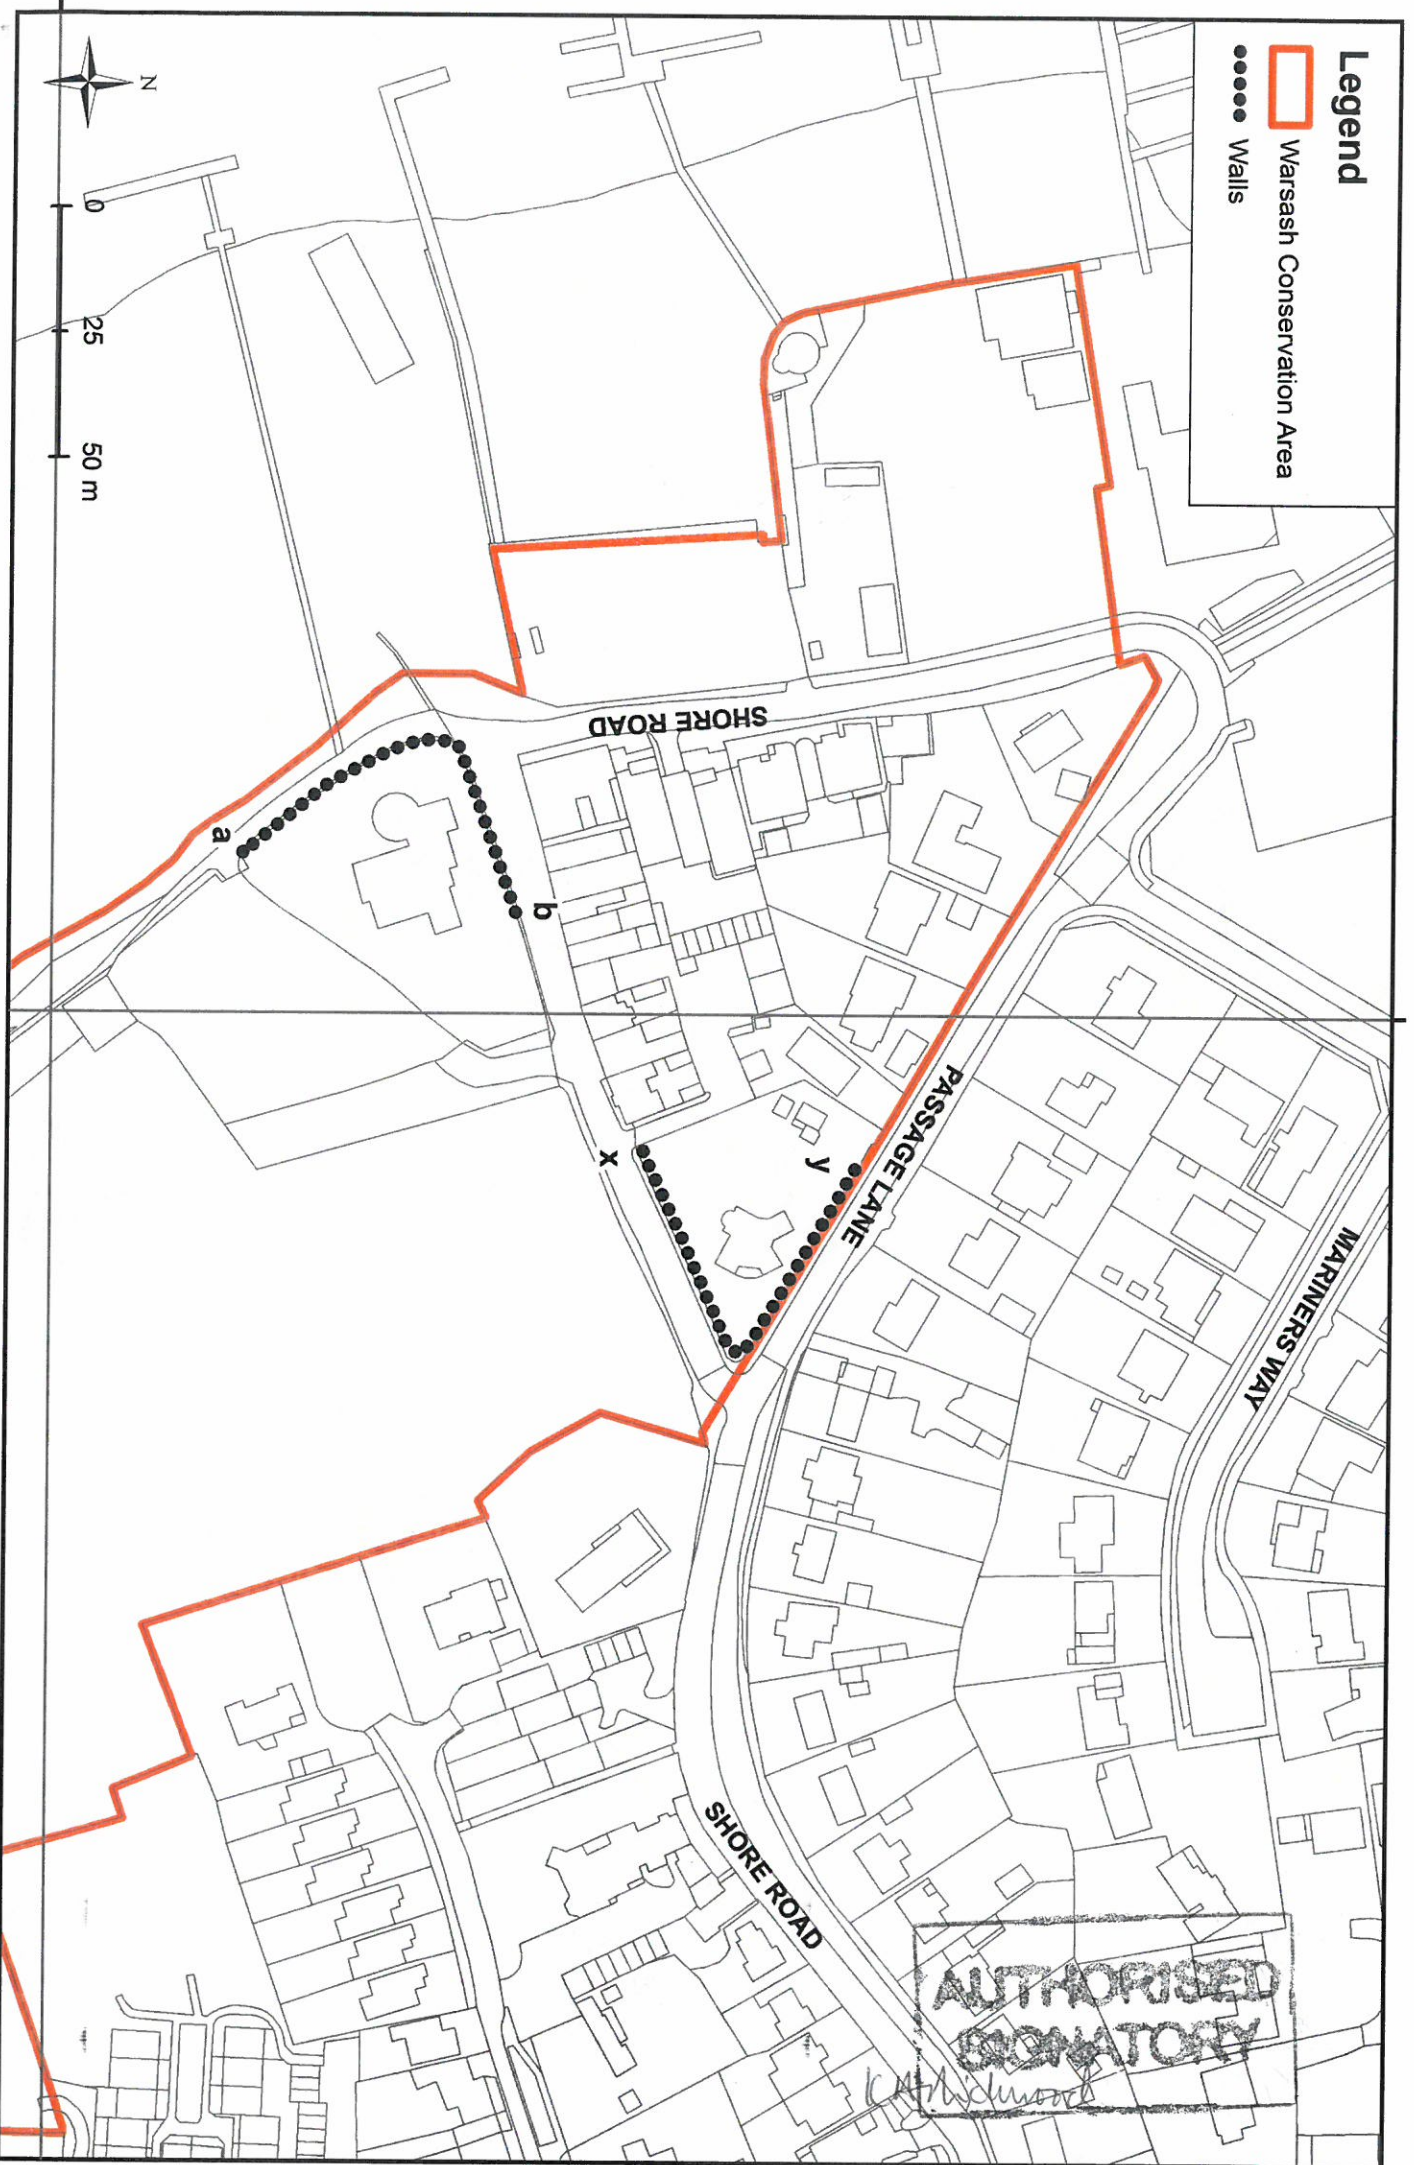 Legend
Warsash Conservation Area
Walls
N
0 25 50 m
SHORE ROAD
a
b
x
y
PASSAGE LANE
MARINERS WAY
SHORE ROAD
AUTHORISED
SIGNATORY